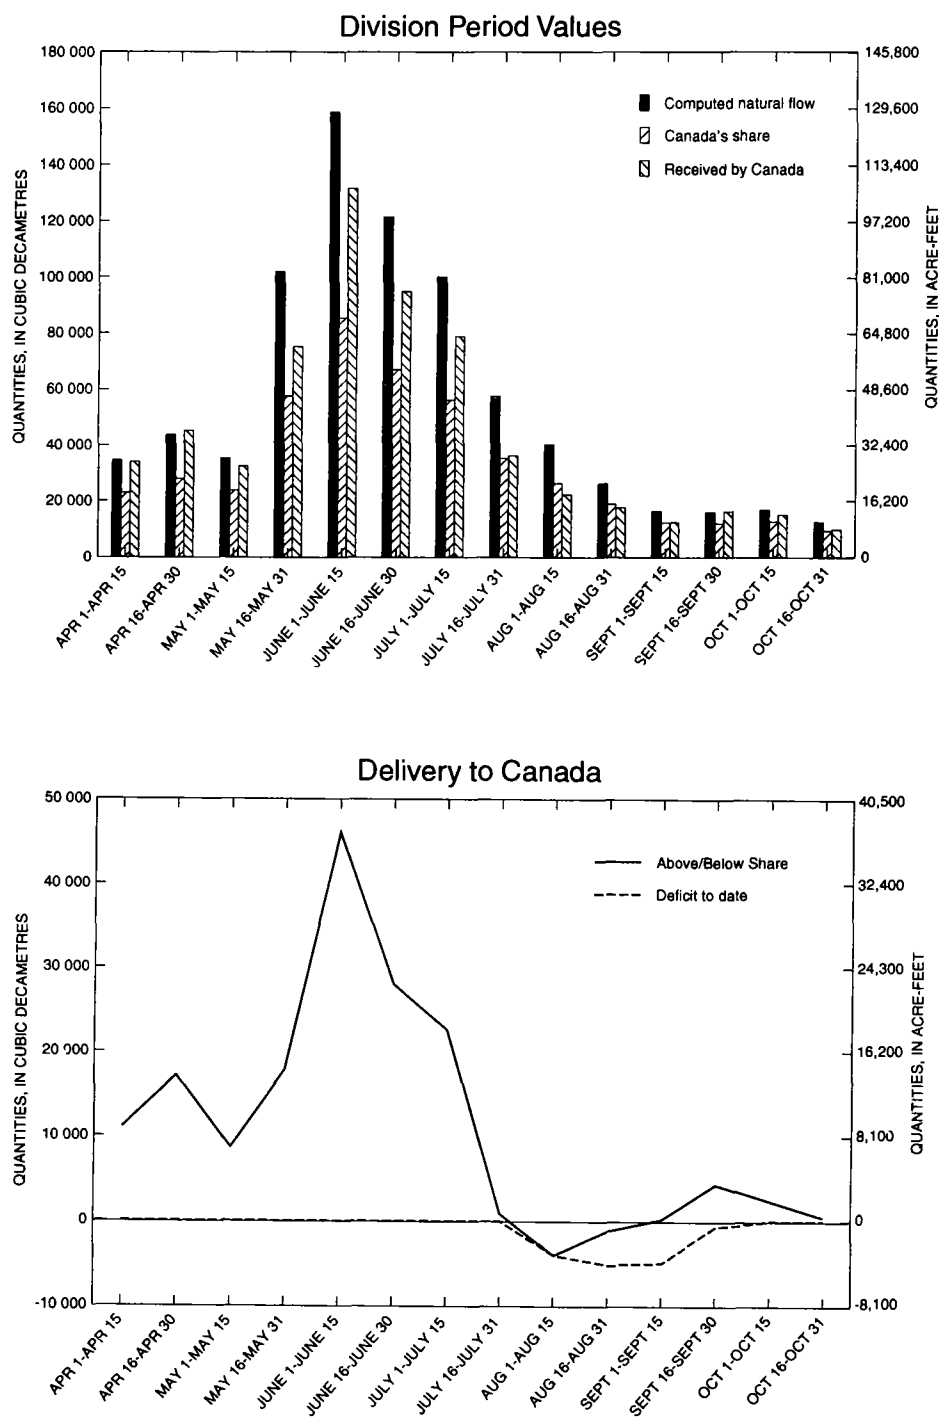 Division Period Values
180 000
160 000
140 000
120 000
100 000
80 000
60 000
40 000
20 000
0
QUANTITIES, IN CUBIC DECAMETRES
145,800
129,600
113,400
97,200
81,000
64,800
48,600
32,400
16,200
0
QUANTITIES, IN ACRE-FEET
Computed natural flow
Canada's share
Received by Canada
APR 1-APR 15
APR 16-APR 30
MAY 1-MAY 15
MAY 16-MAY 31
JUNE 1-JUNE 15
JUNE 16-JUNE 30
JULY 1-JULY 15
JULY 16-JULY 31
AUG 1-AUG 15
AUG 16-AUG 31
SEPT 1-SEPT 15
SEPT 16-SEPT 30
OCT 1-OCT 15
OCT 16-OCT 31
Delivery to Canada
50 000
40 000
30 000
20 000
10 000
0
-10 000
QUANTITIES, IN CUBIC DECAMETRES
40,500
32,400
24,300
16,200
8,100
0
-8,100
QUANTITIES, IN ACRE-FEET
Above/Below Share
Deficit to date
APR 1-APR 15
APR 16-APR 30
MAY 1-MAY 15
MAY 16-MAY 31
JUNE 1-JUNE 15
JUNE 16-JUNE 30
JULY 1-JULY 15
JULY 16-JULY 31
AUG 1-AUG 15
AUG 16-AUG 31
SEPT 1-SEPT 15
SEPT 16-SEPT 30
OCT 1-OCT 15
OCT 16-OCT 31